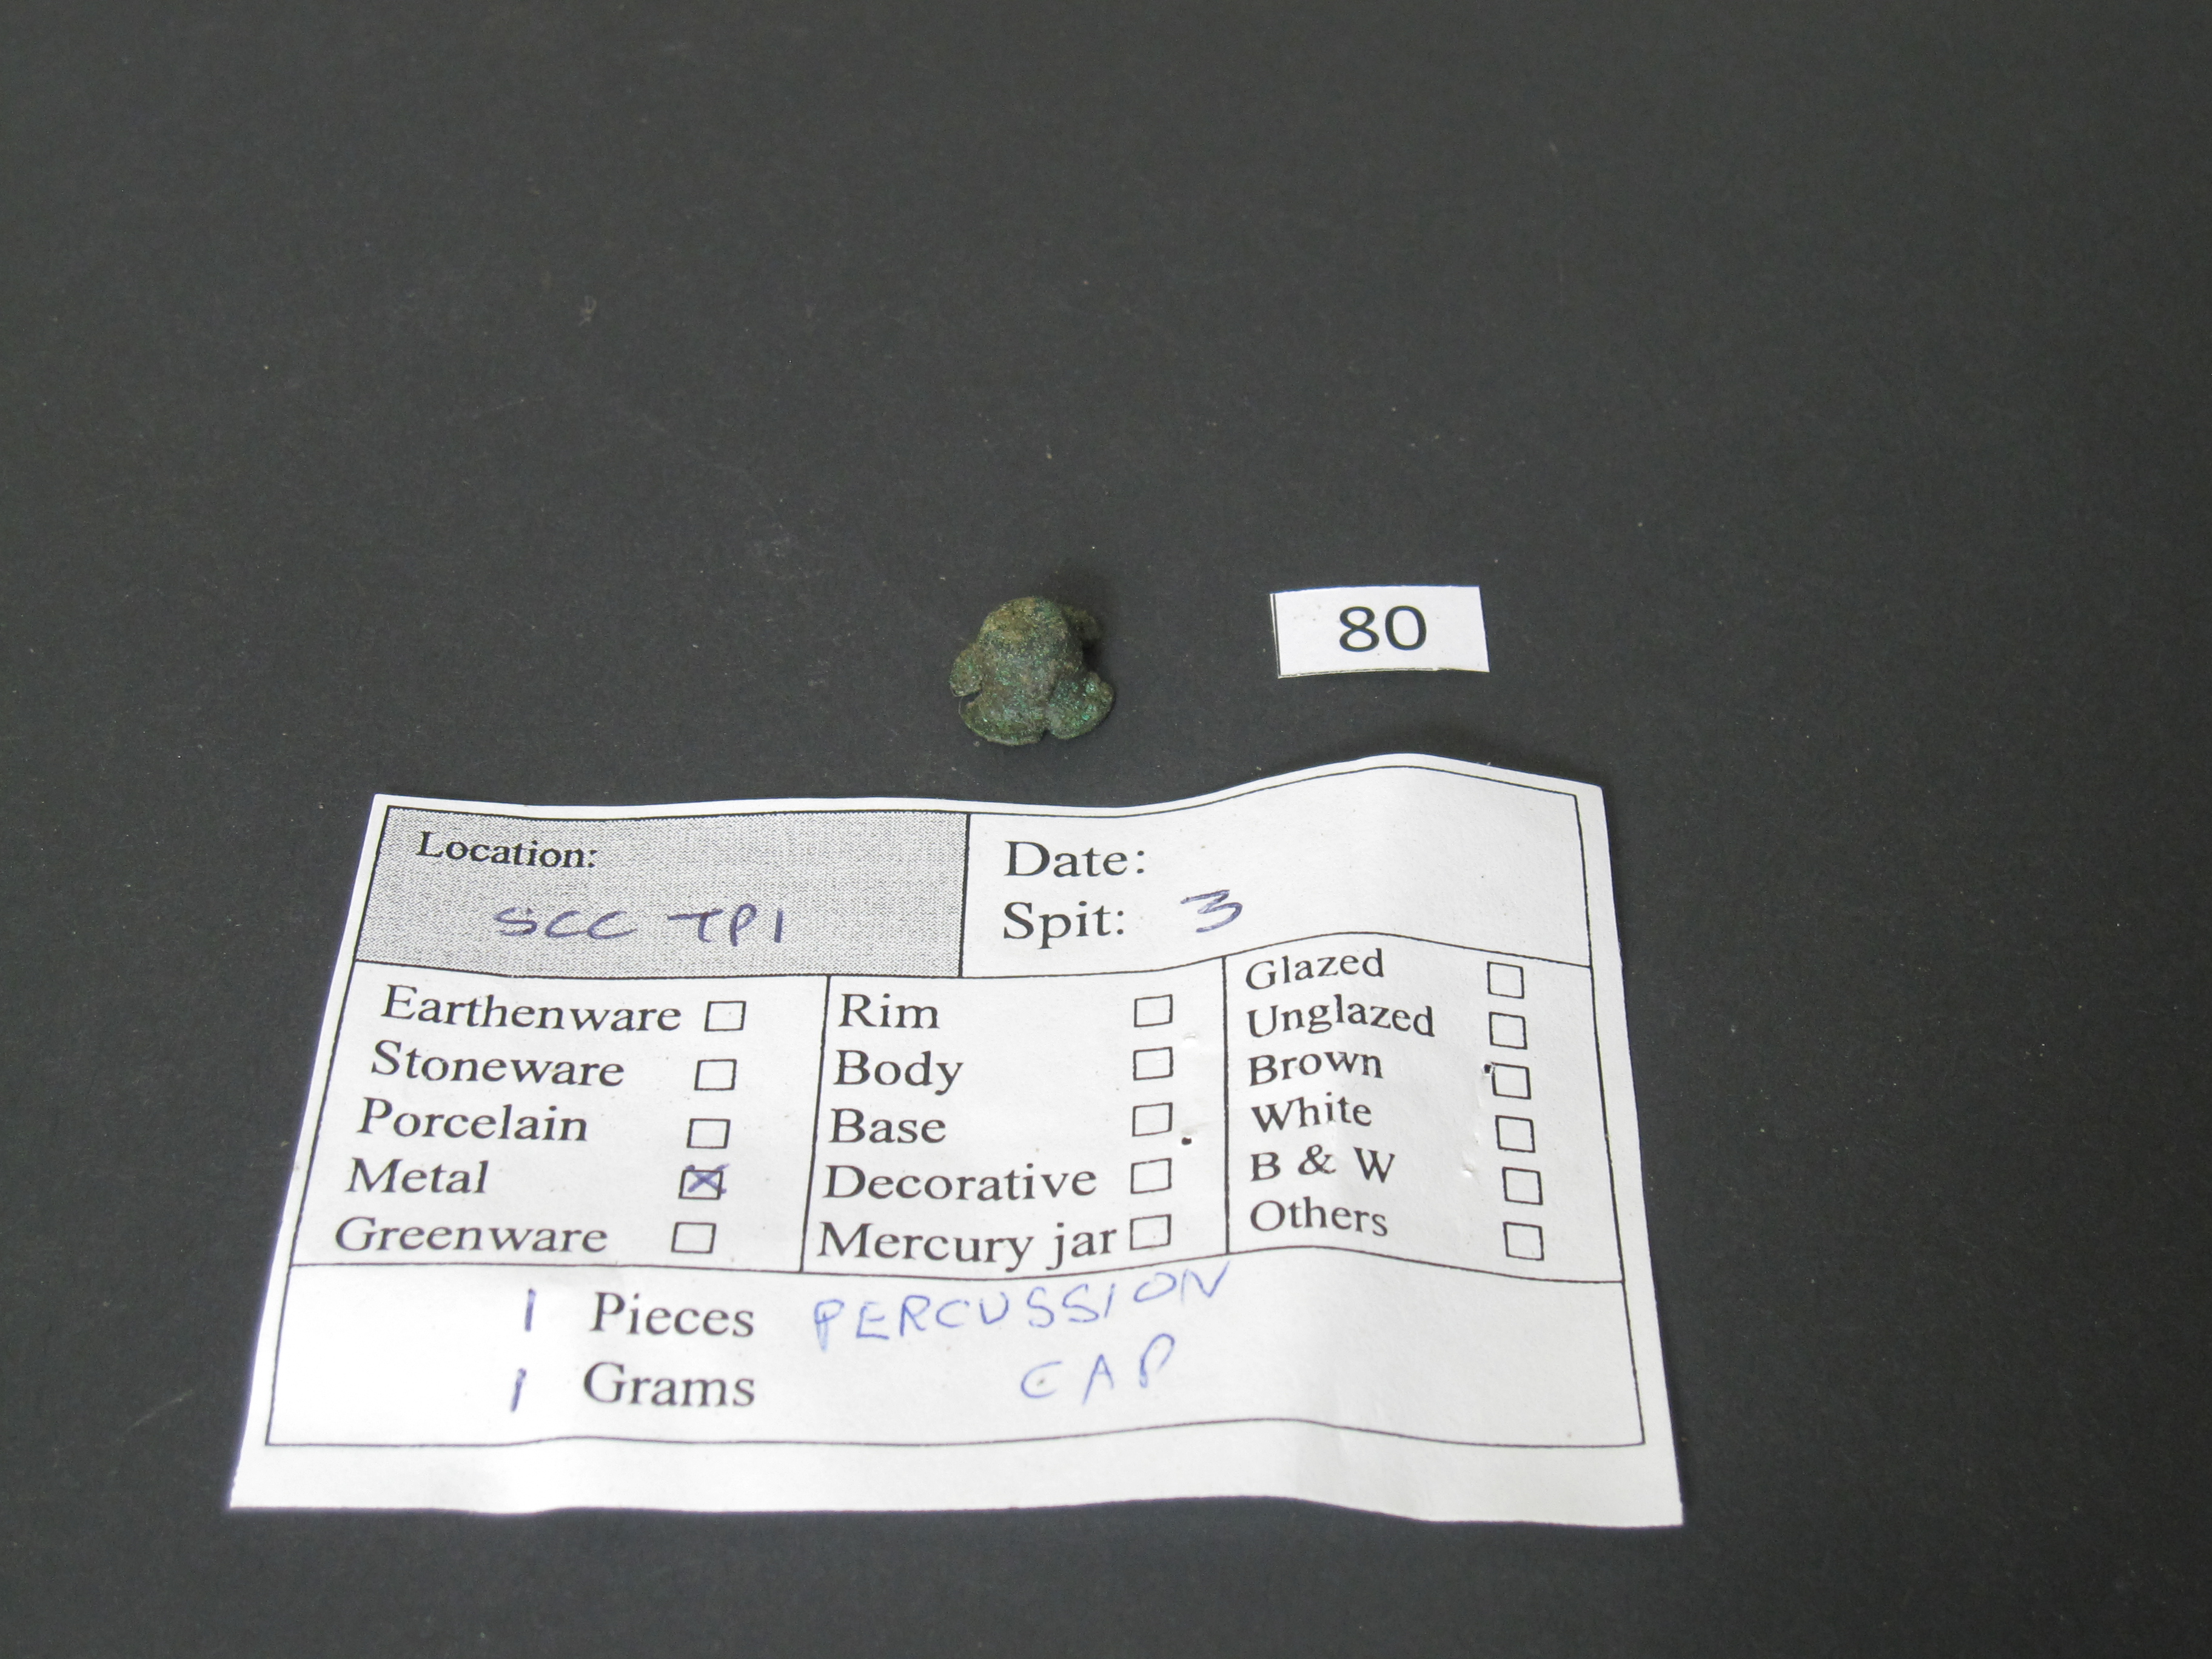 80
Location:
SCC TP1
Date:
Spit: 3
Earthenware
Stoneware
Porcelain
Metal
Greenware
Rim
Body
Base
Decorative
Mercury jar
Glazed
Unglazed
Brown
White
B & W
Others
1 Pieces PERCUSSION
1 Grams CAP